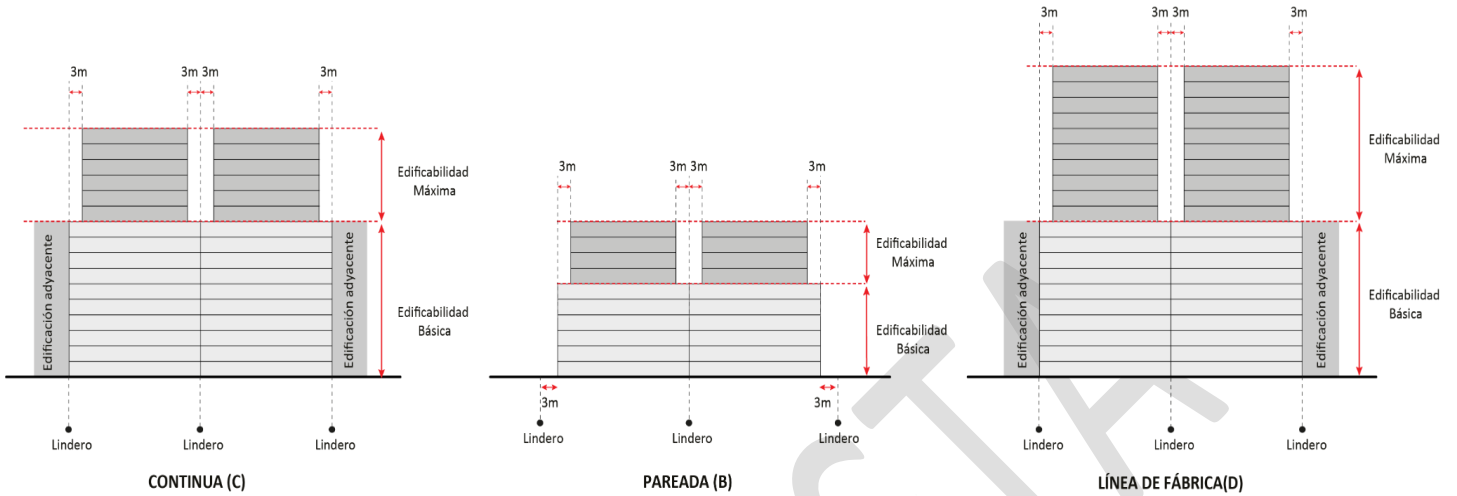 3m
3m 3m
3m
Edificabilidad
Máxima
Edificabilidad
Básica
Edificación adyacente
Edificación adyacente
Lindero
Lindero
Lindero
CONTINUA (C)
3m
3m 3m
3m
Edificabilidad
Máxima
Edificabilidad
Básica
3m
3m
Lindero
Lindero
Lindero
PAREADA (B)
3m
3m 3m
3m
Edificabilidad
Máxima
Edificabilidad
Básica
Edificación adyacente
Edificación adyacente
Lindero
Lindero
Lindero
LÍNEA DE FÁBRICA(D)
STA